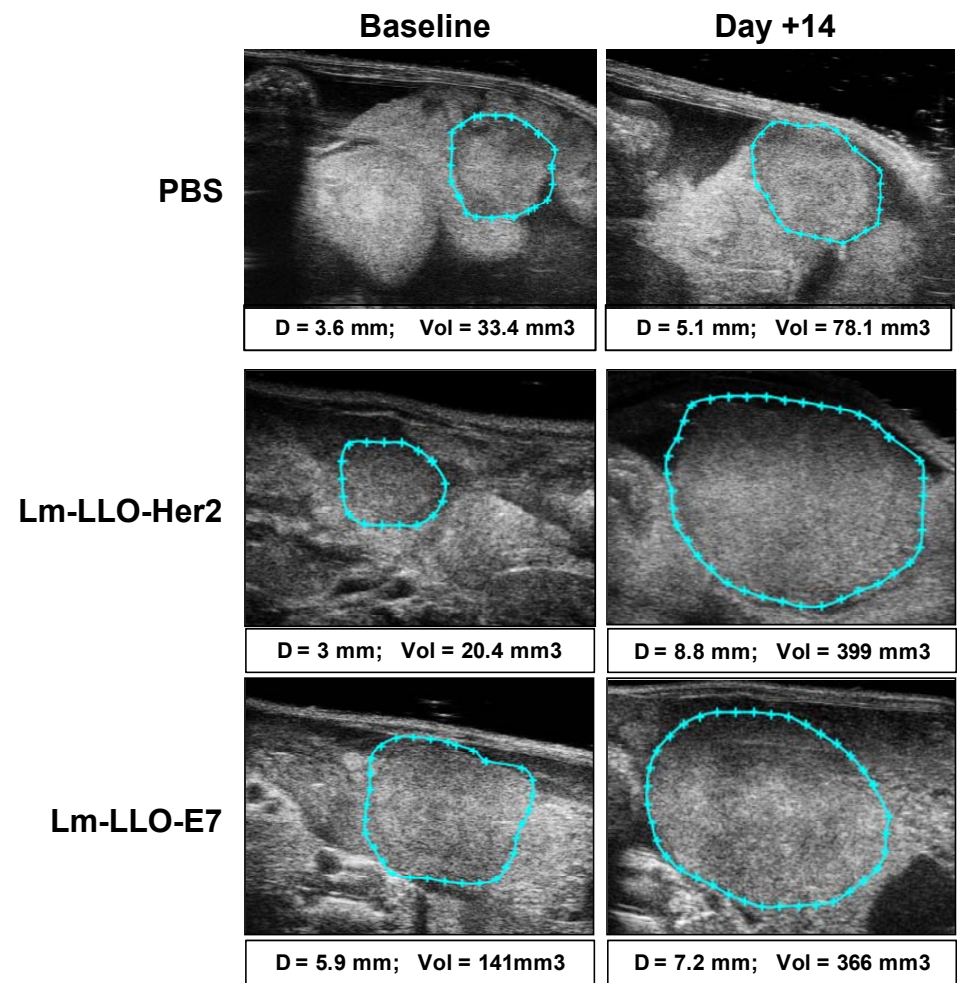 Baseline Day +14
PBS
D = 3.6 mm; Vol = 33.4 mm3
D = 5.1 mm; Vol = 78.1 mm3
Lm-LLO-Her2
D = 3 mm; Vol = 20.4 mm3
D = 8.8 mm; Vol = 399 mm3
Lm-LLO-E7
D = 5.9 mm; Vol = 141mm3
D = 7.2 mm; Vol = 366 mm3